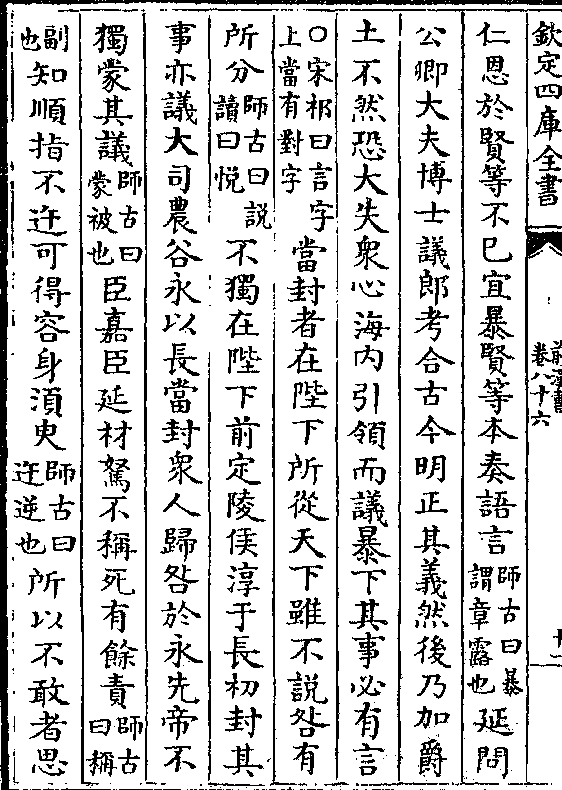 欽定四庫全書
前漢書
卷八十六
十二
仁恩於賢等不已宜暴賢等本奏語言師古曰暴謂章露也延問
公卿大夫博士議郎考合古今明正其義然後乃加爵
土不然恐大失衆心海内引領而議暴下其事必有言
○宋祁曰言字上當有對字當封者在陛下所從天下雖不說咎有
所分師古曰說讀曰悅不獨在陛下前定陵侯淳于長初封其
事亦議大司農谷永以長當封衆人歸咎於永先帝不
獨蒙其議師古曰蒙被也臣嘉臣延材駑不稱死有餘責師古曰稱
副也知順指不迕可得容身須臾師古曰迕逆也所以不敢者思